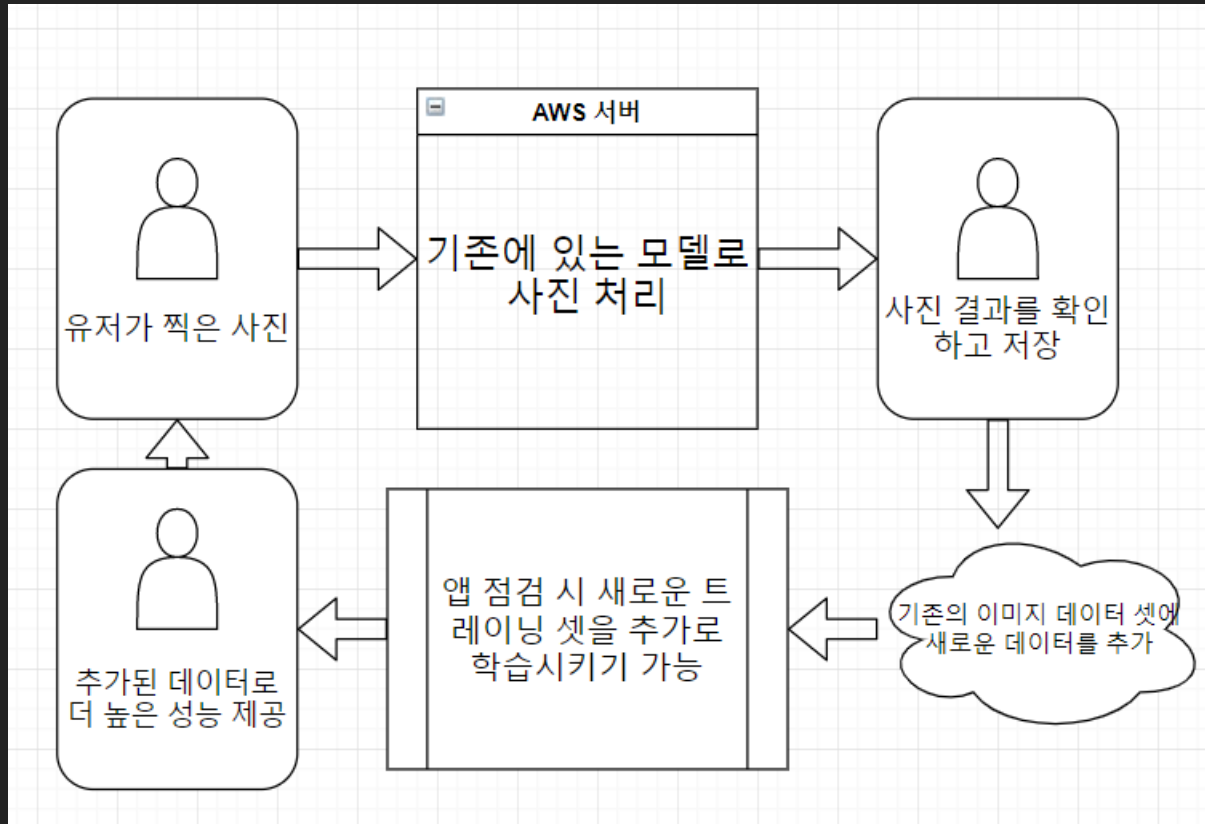 AWS 서버
유저가 찍은 사진
기존에 있는 모델로
사진 처리
사진 결과를 확인
하고 저장
기존의 이미지 데이터 셋에
새로운 데이터를 추가
앱 점검 시 새로운 트
레이닝 셋을 추가로
학습시키기 가능
추가된 데이터로
더 높은 성능 제공